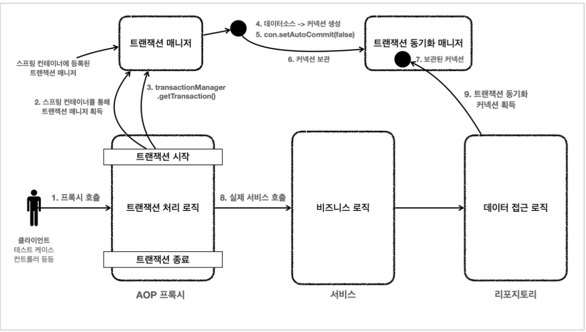 트랜잭션 매니저
4. 데이터소스 -> 커넥션 생성
5. con.setAutoCommit(false)
트랜잭션 동기화 매니저
6. 커넥션 보관
7. 보관된 커넥션
스프링 컨테이너에 등록된
트랜잭션 매니저
3. transactionManager
.getTransaction()
2. 스프링 컨테이너를 통해
트랜잭션 매니저 획득
9. 트랜잭션 동기화
커넥션 획득
트랜잭션 시작
1. 프록시 호출
트랜잭션 처리 로직
8. 실제 서비스 호출
비즈니스 로직
데이터 접근 로직
클라이언트
테스트 케이스
컨트롤러 등등
트랜잭션 종료
AOP 프록시
서비스
리포지토리